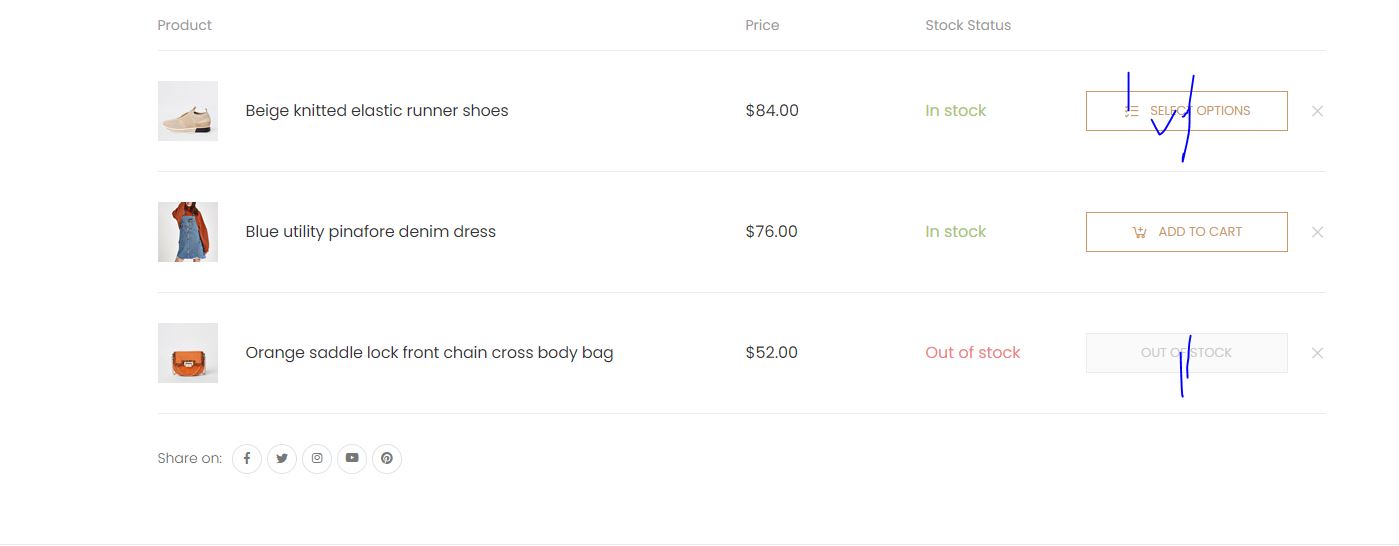 Product Price Stock Status
Beige knitted elastic runner shoes $84.00 In stock SELECT OPTIONS
Blue utility pinafore denim dress $76.00 In stock ADD TO CART
Orange saddle lock front chain cross body bag $52.00 Out of stock OUT OF STOCK
Share on: